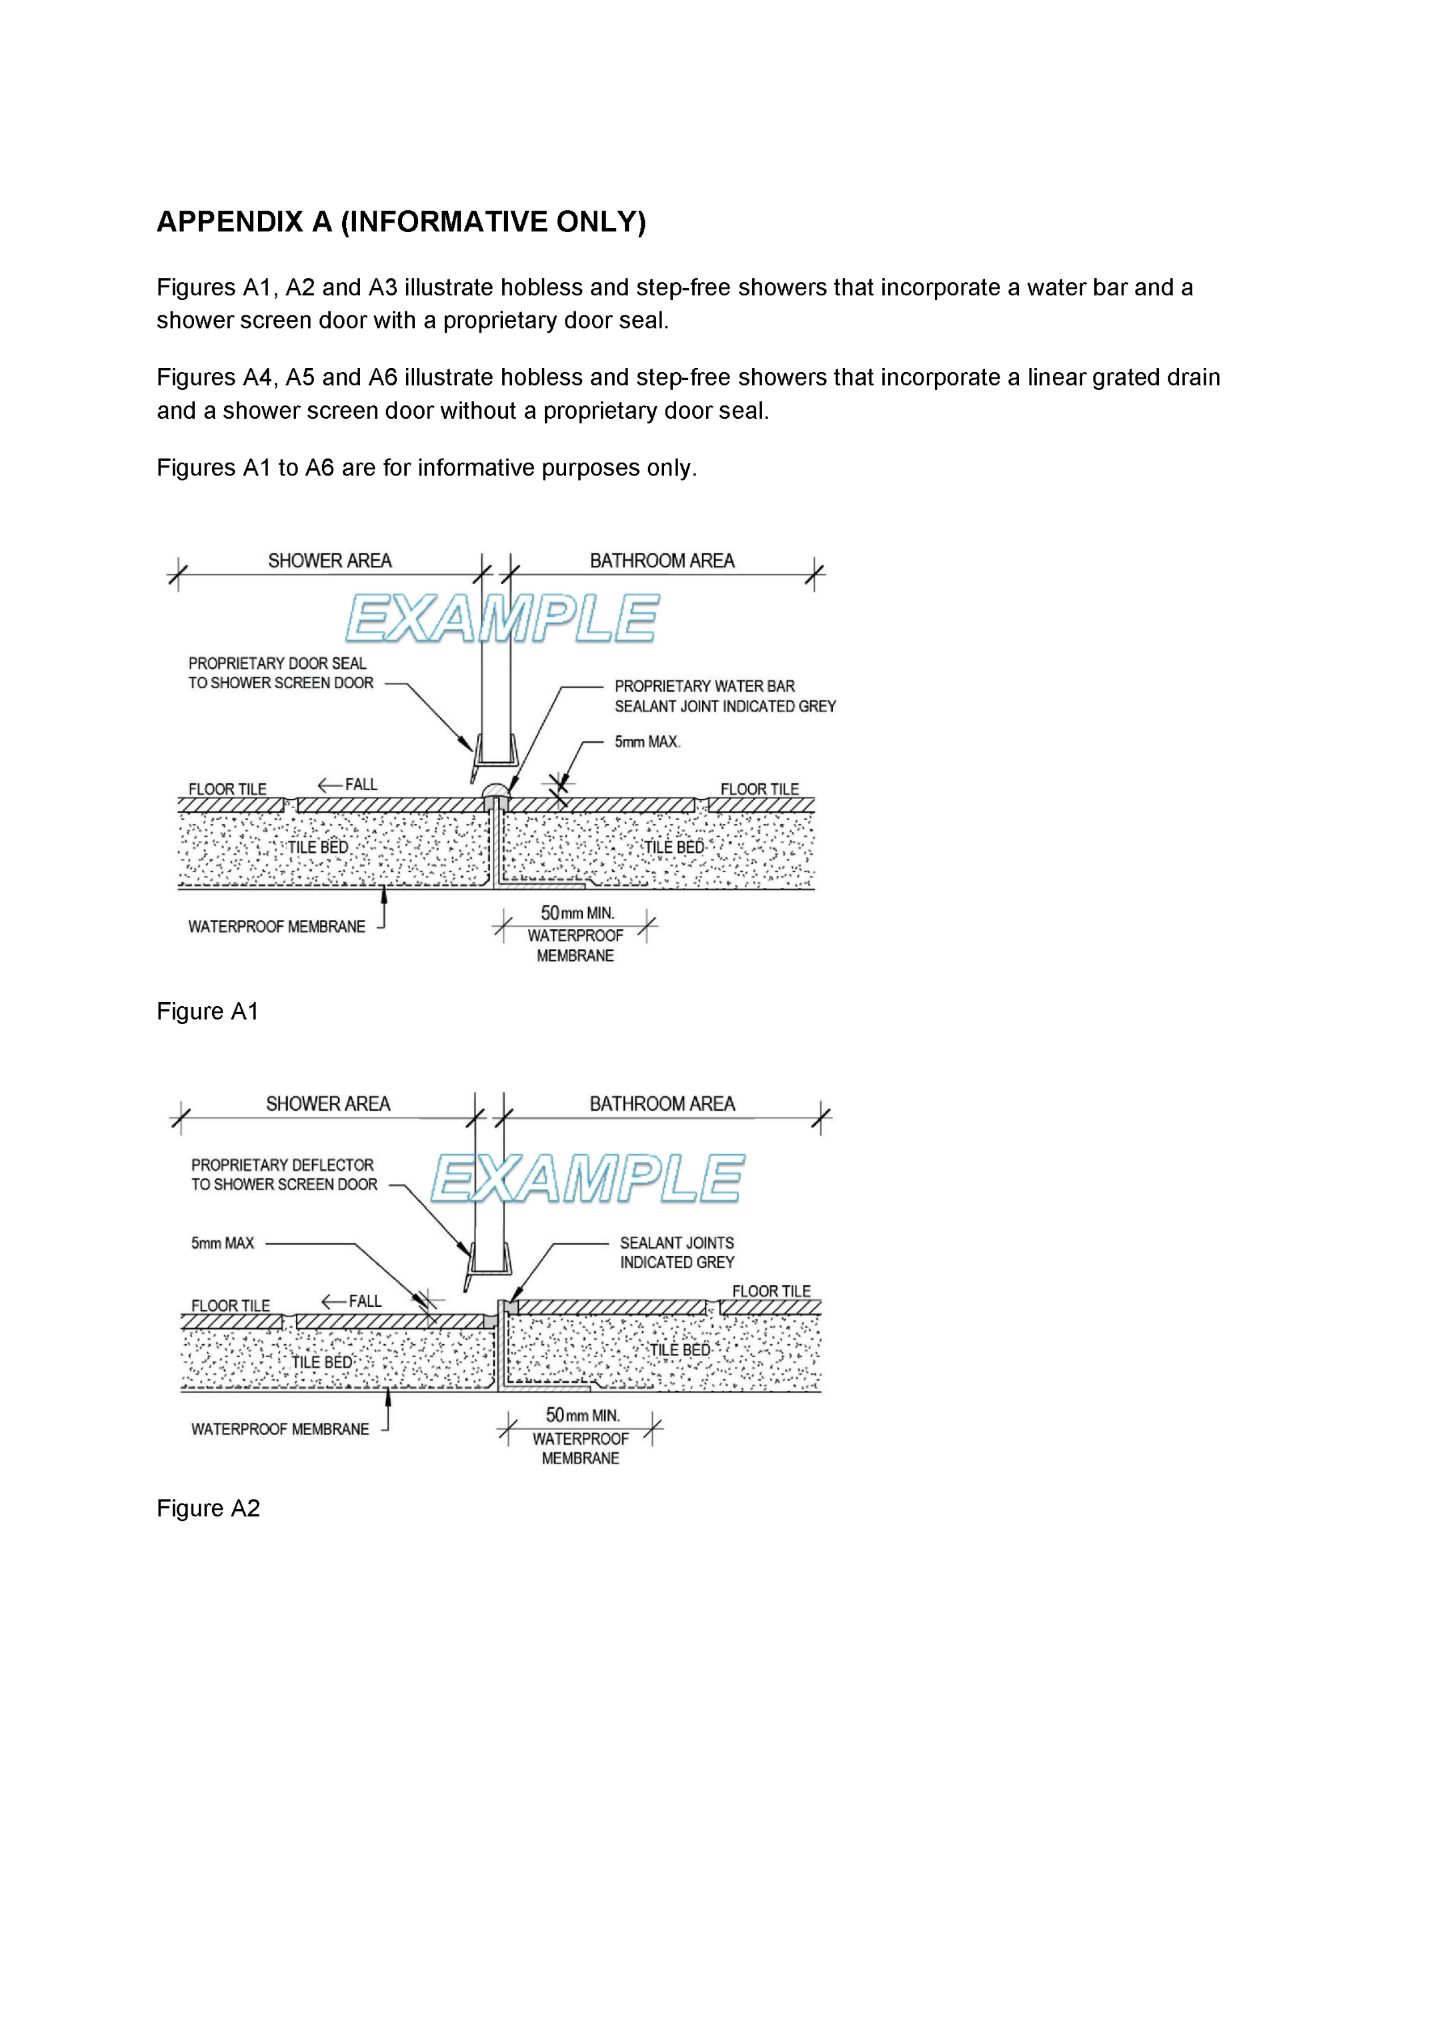 APPENDIX A (INFORMATIVE ONLY)
Figures A1, A2 and A3 illustrate hobless and step-free showers that incorporate a water bar and a
shower screen door with a proprietary door seal.
Figures A4, A5 and A6 illustrate hobless and step-free showers that incorporate a linear grated drain
and a shower screen door without a proprietary door seal.
Figures A1 to A6 are for informative purposes only.
SHOWER AREA
BATHROOM AREA
EXAMPLE
PROPRIETARY DOOR SEAL
TO SHOWER SCREEN DOOR
PROPRIETARY WATER BAR
SEALANT JOINT INDICATED GREY
5mm MAX.
FLOOR TILE
FALL
FLOOR TILE
TILE BED
TILE BED
WATERPROOF MEMBRANE
50mm MIN.
WATERPROOF
MEMBRANE
Figure A1
SHOWER AREA
BATHROOM AREA
EXAMPLE
PROPRIETARY DEFLECTOR
TO SHOWER SCREEN DOOR
5mm MAX
SEALANT JOINTS
INDICATED GREY
FLOOR TILE
FALL
FLOOR TILE
TILE BED
TILE BED
WATERPROOF MEMBRANE
50mm MIN.
WATERPROOF
MEMBRANE
Figure A2